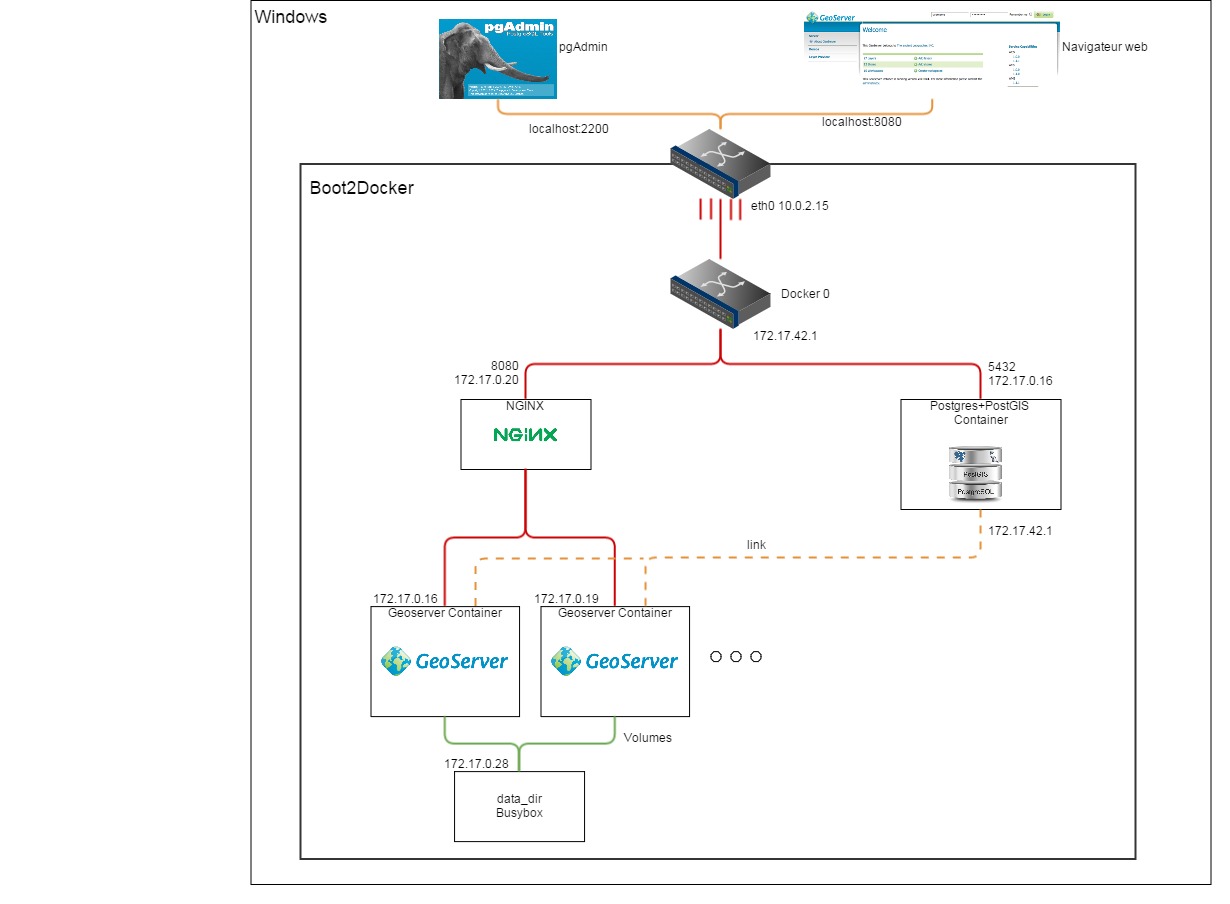 Windows
pgAdmin
PostgreSQL Tools
pgAdmin
GeoServer
Welcome
Navigateur web
localhost:2200
localhost:8080
Boot2Docker
eth0 10.0.2.15
Docker 0
172.17.42.1
8080
172.17.0.20
5432
172.17.0.16
NGINX
NGINX
Postgres+PostGIS
Container
PostGIS
PostgreSQL
172.17.42.1
link
172.17.0.16
172.17.0.19
Geoserver Container
Geoserver Container
GeoServer
GeoServer
Volumes
172.17.0.28
data_dir
Busybox